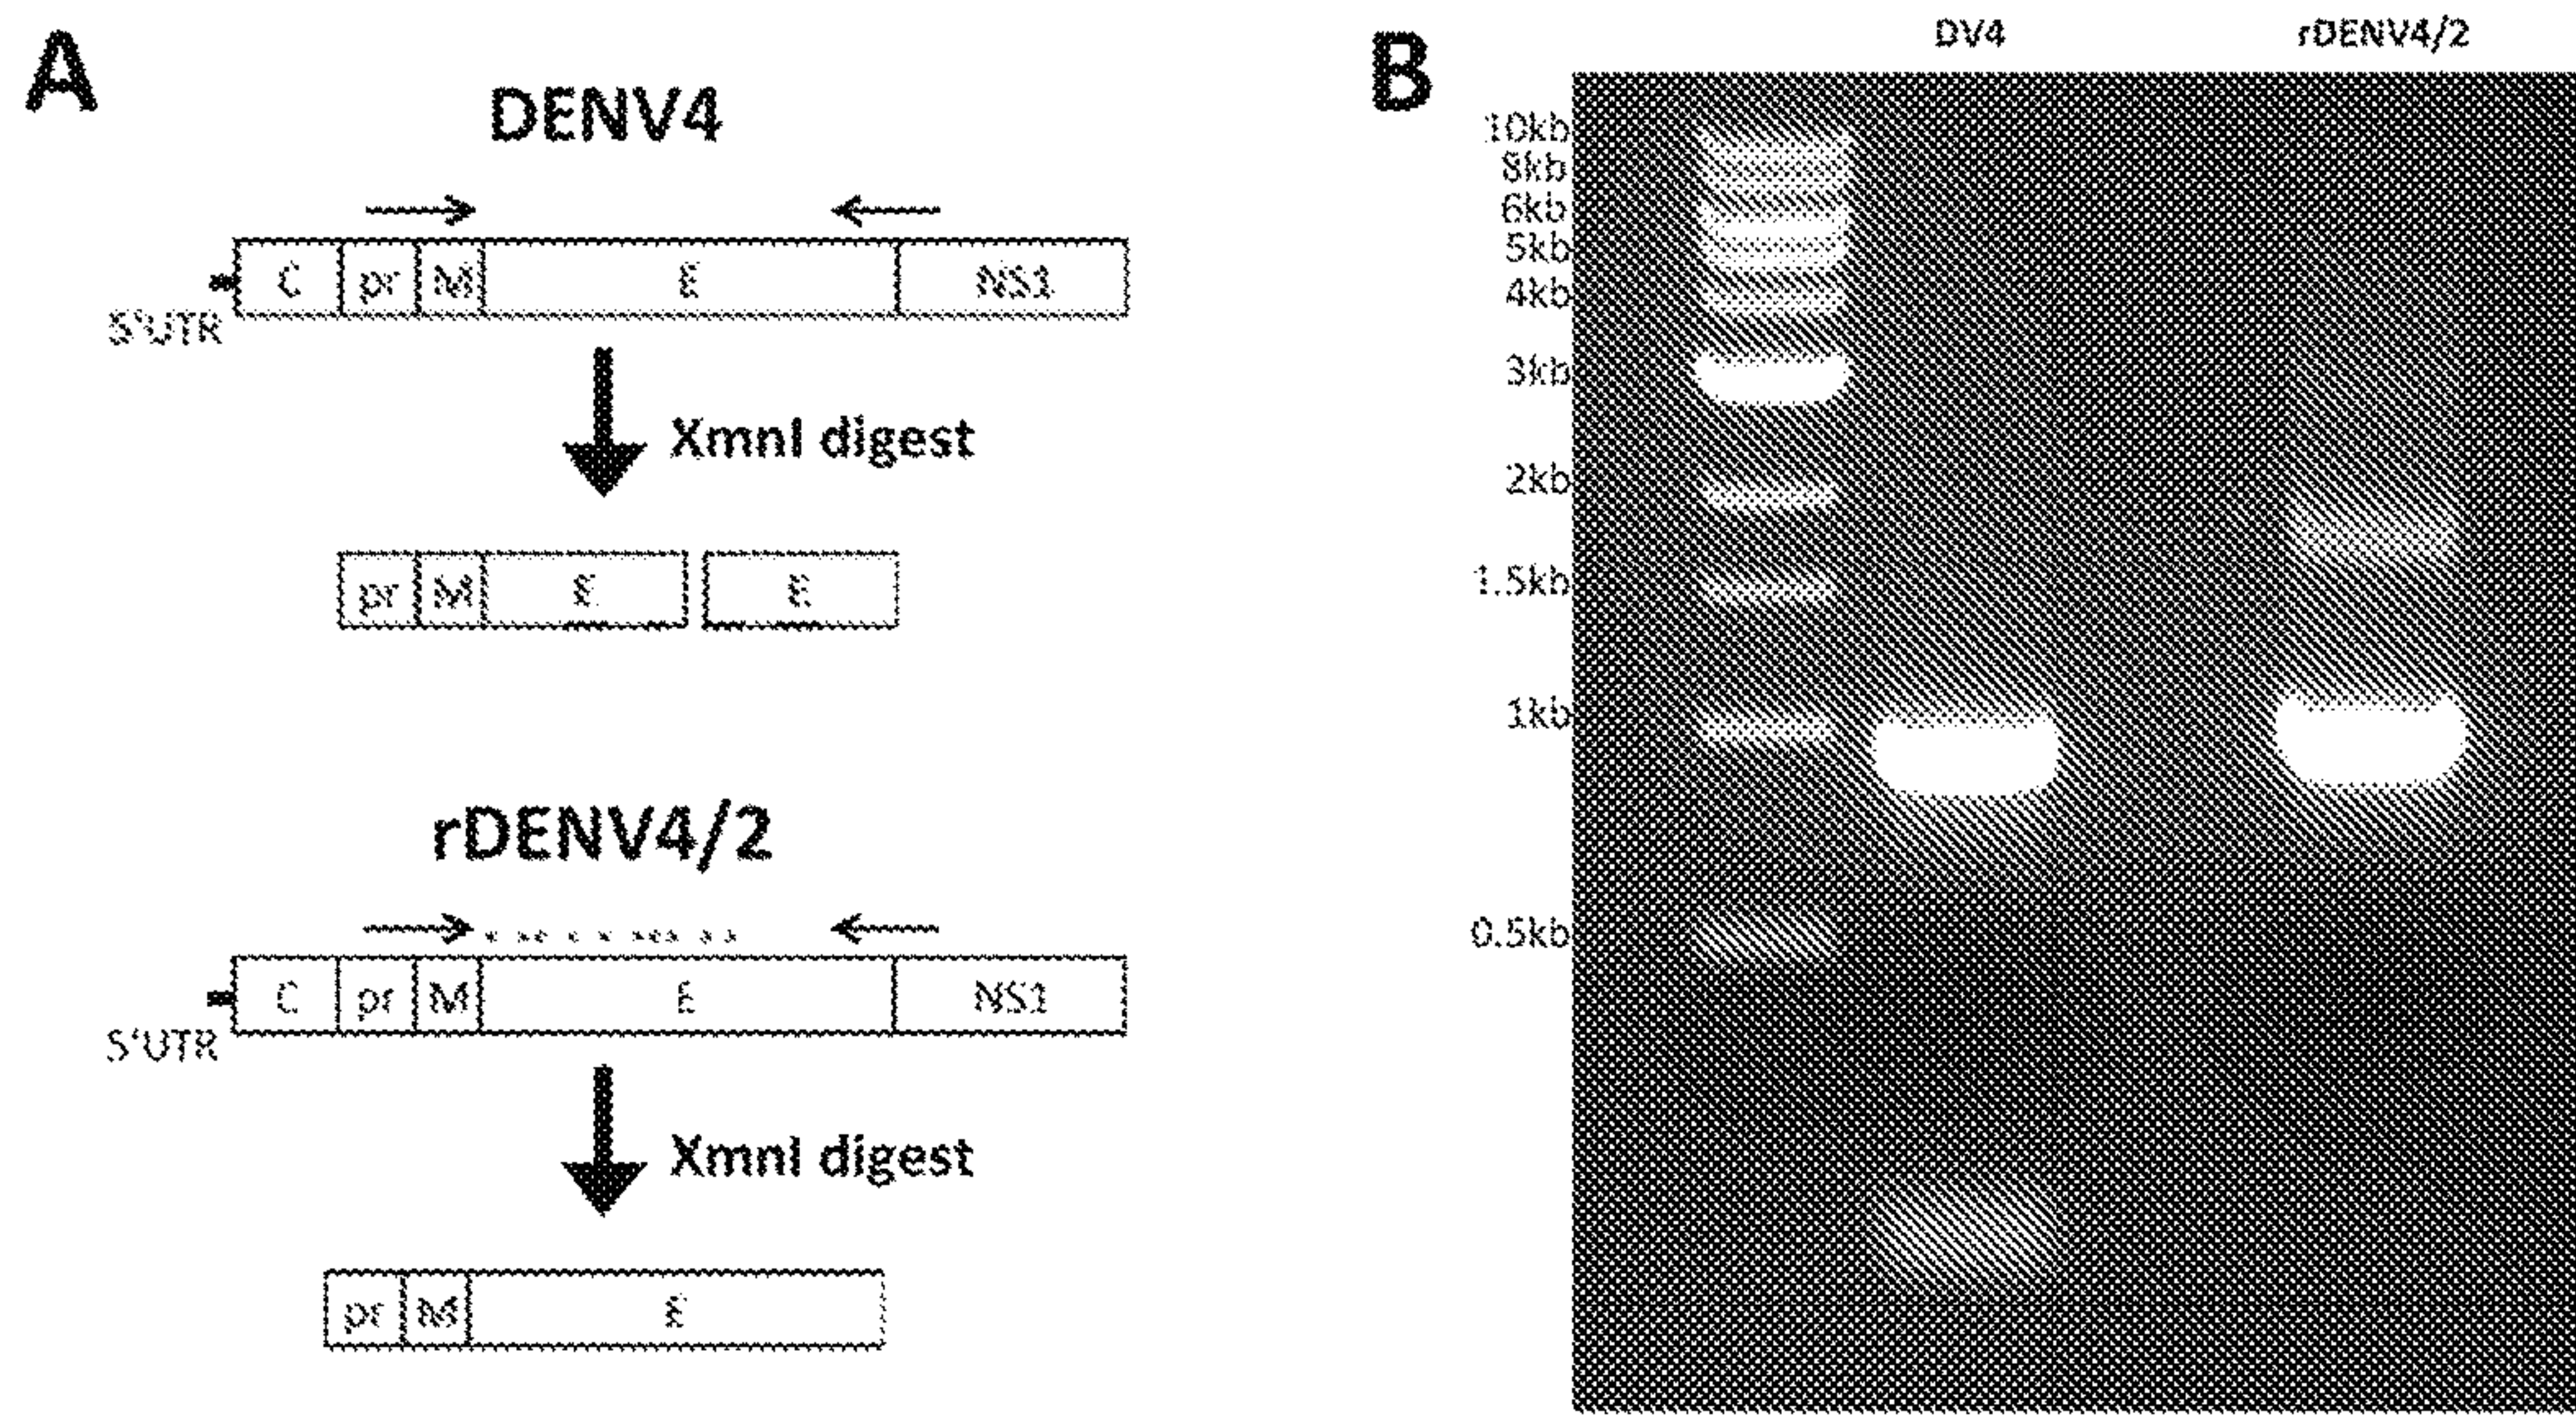 A
DENV4
C pr M E NS1
5'UTR
XmnI digest
pr M E E
rDENV4/2
C pr M E NS1
5'UTR
XmnI digest
pr M E
B
DV4 rDENV4/2
10kb
8kb
6kb
5kb
4kb
3kb
2kb
1.5kb
1kb
0.5kb